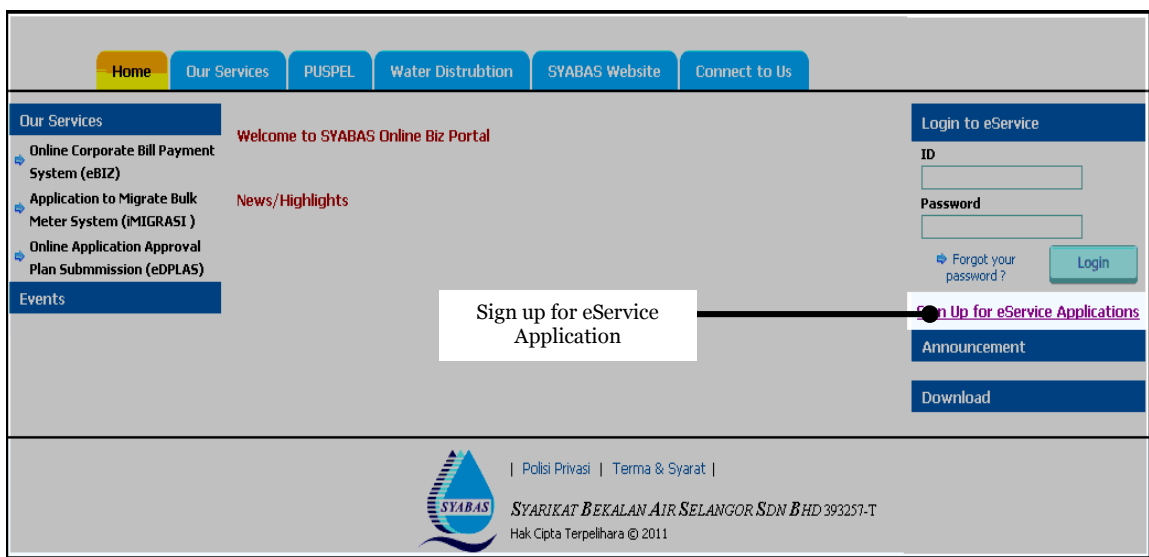 Home
Our Services
PUSPEL
Water Distrubtion
SYABAS Website
Connect to Us
Our Services
Online Corporate Bill Payment
System (eBIZ)
Application to Migrate Bulk
Meter System (iMIGRASI )
Online Application Approval
Plan Submmission (eDPLAS)
Events
Welcome to SYABAS Online Biz Portal
News/Highlights
Login to eService
ID
Password
Forgot your
password ?
Login
Sign up for eService
Application
Sign Up for eService Applications
Announcement
Download
SYABAS
| Polisi Privasi | Terma & Syarat |
SYARIKAT BEKALAN AIR SELANGOR SDN BHD 393257-T
Hak Cipta Terpelihara © 2011